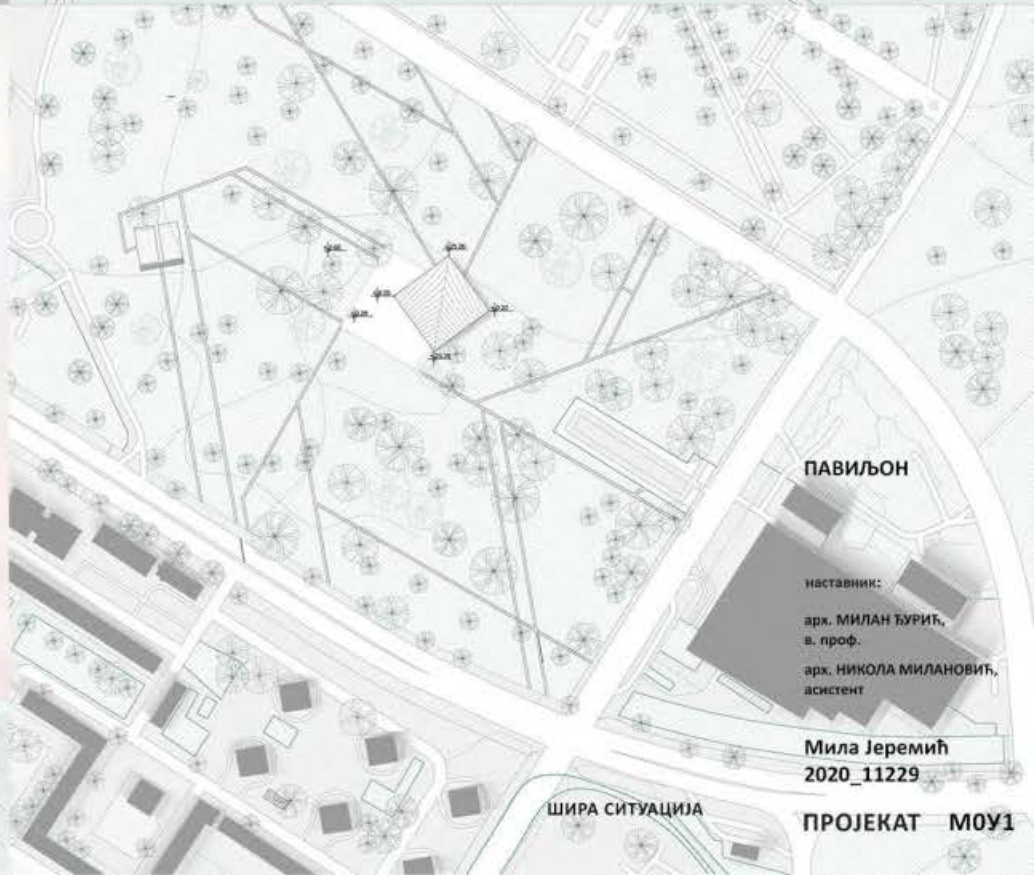 ПАВИЉОН
наставник:
арх. МИЛАН ЂУРИЋ,
в. проф.
арх. НИКОЛА МИЛАНОВИЋ,
асистент
Мила Јеремић
2020_11229
ШИРА СИТУАЦИЈА
ПРОЈЕКАТ М0У1